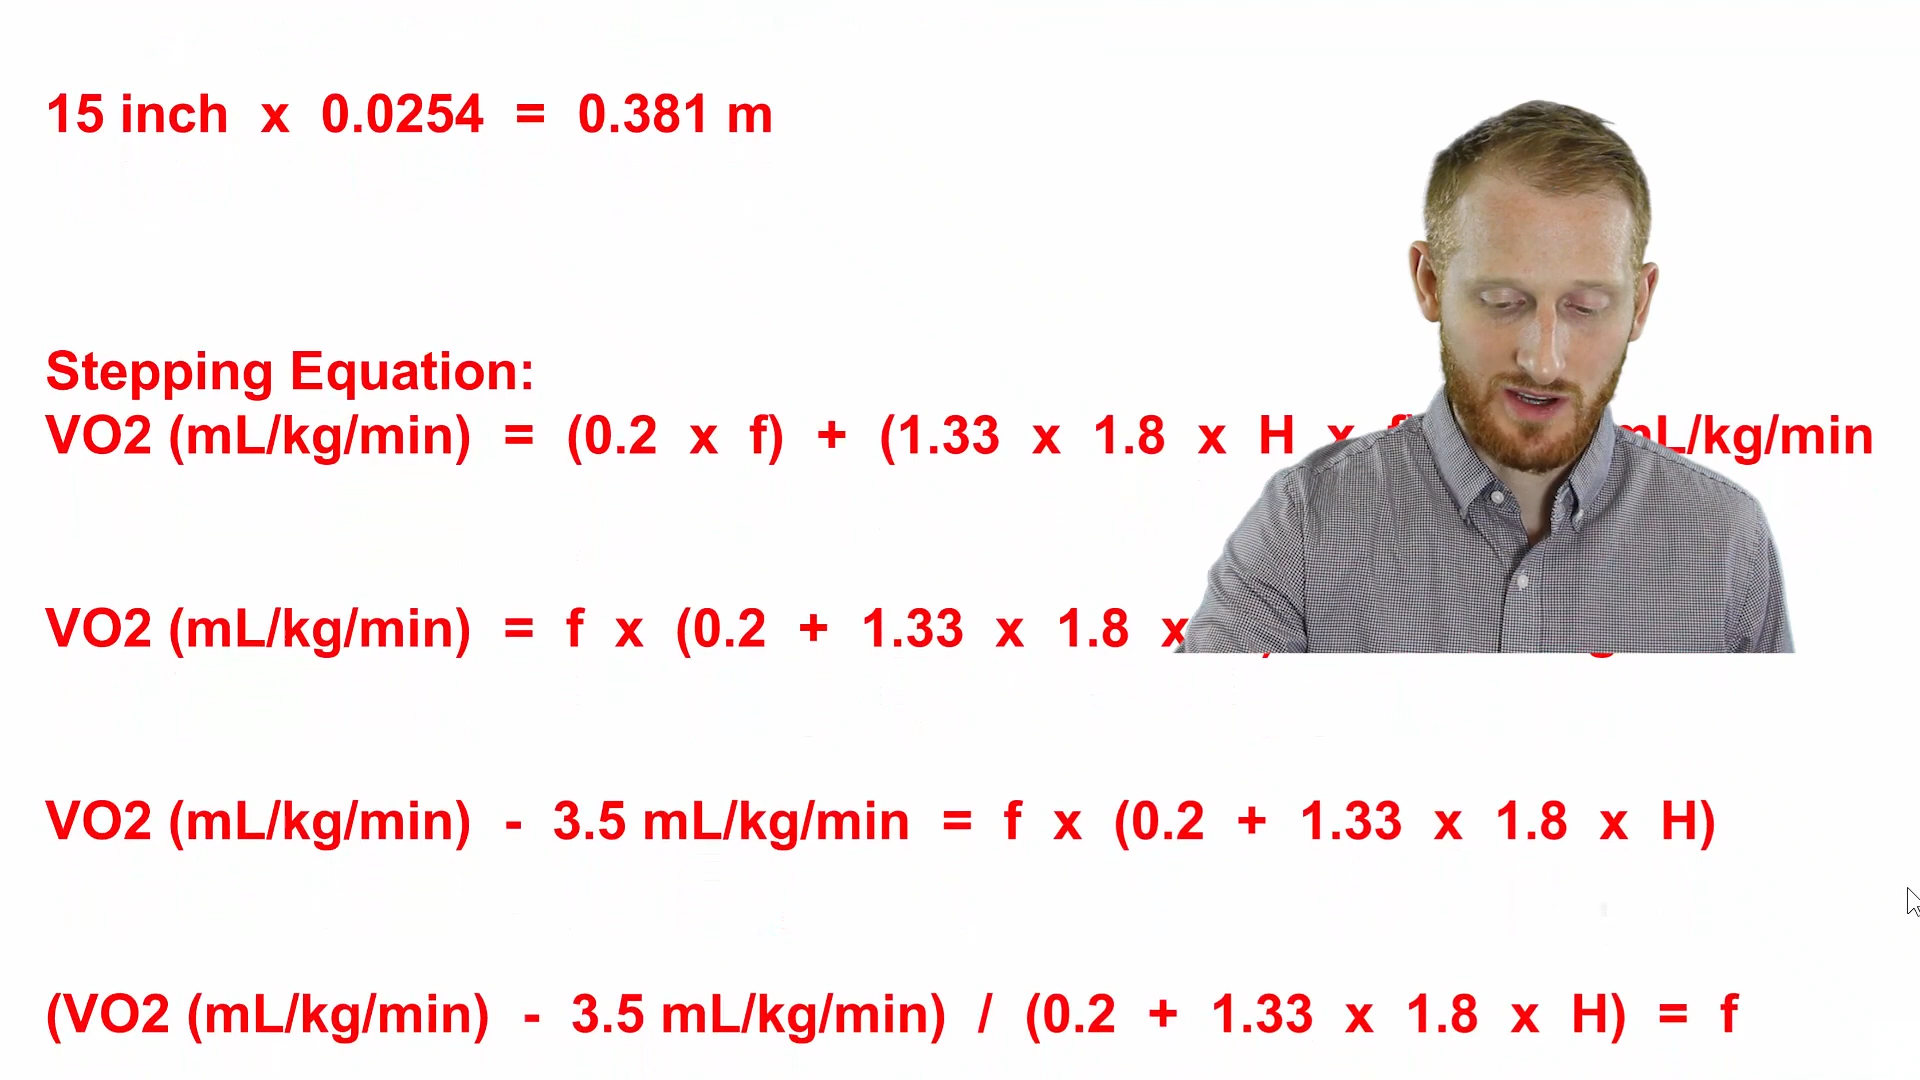 15 inch x 0.0254 = 0.381 m
Stepping Equation:
VO2 (mL/kg/min) = (0.2 x f) + (1.33 x 1.8 x H x mL/kg/min
VO2 (mL/kg/min) = f x (0.2 + 1.33 x 1.8 x
VO2 (mL/kg/min) - 3.5 mL/kg/min = f x (0.2 + 1.33 x 1.8 x H)
(VO2 (mL/kg/min) - 3.5 mL/kg/min) / (0.2 + 1.33 x 1.8 x H) = f